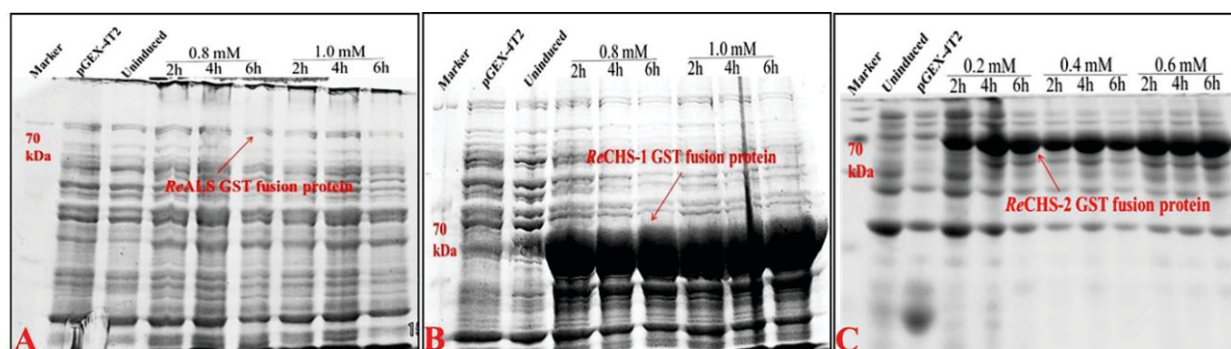 Marker
pGEX-4T2
Uninduced
0.8 mM
1.0 mM
2h 4h 6h 2h 4h 6h
70
kDa
ReALS GST fusion protein
A
Marker
pGEX-4T2
Uninduced
0.8 mM
1.0 mM
2h 4h 6h 2h 4h 6h
ReCHS-1 GST fusion protein
70
kDa
B
Marker
Uninduced
pGEX-4T2
0.2 mM
0.4 mM
0.6 mM
2h 4h 6h 2h 4h 6h 2h 4h 6h
70
kDa
ReCHS-2 GST fusion protein
C